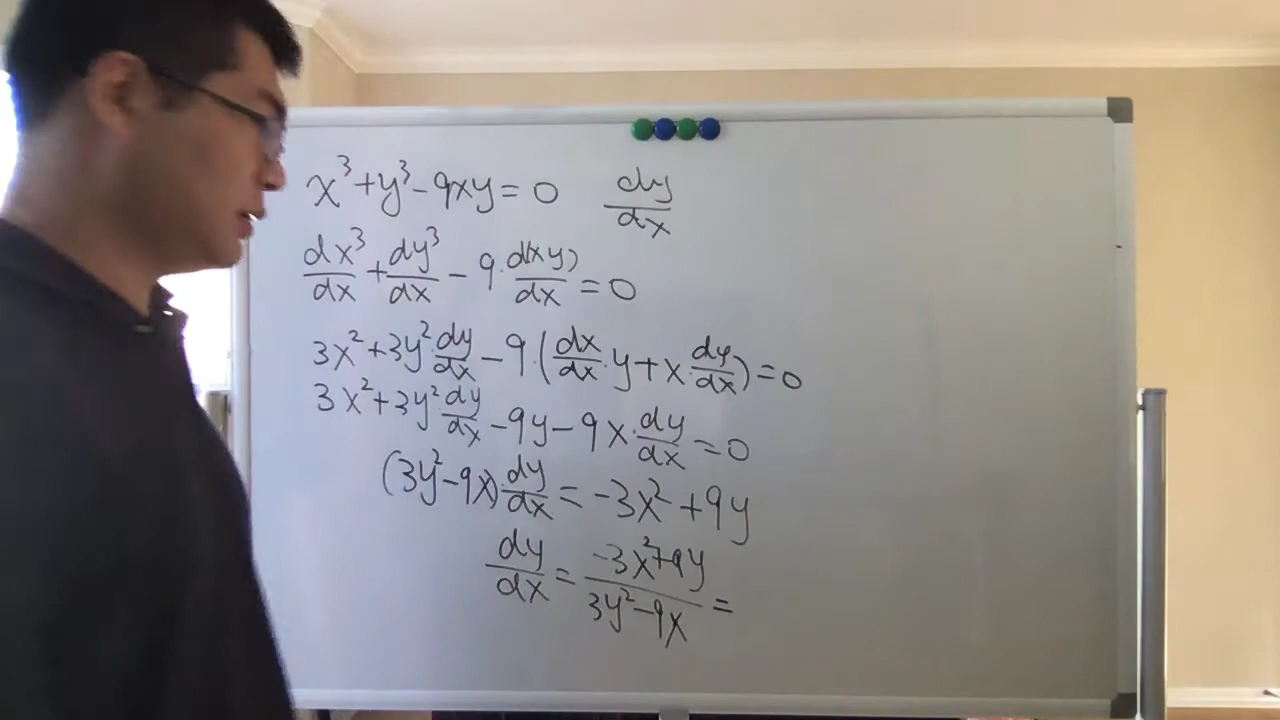 x³+y³-9xy=0 dy/dx
dx³/dx+dy³/dx-9·d(xy)/dx=0
3x²+3y²·dy/dx-9·(dx/dx·y+x·dy/dx)=0
3x²+3y²·dy/dx-9y-9x·dy/dx=0
(3y²-9x)·dy/dx=-3x²+9y
dy/dx=(-3x²+9y)/(3y²-9x)=